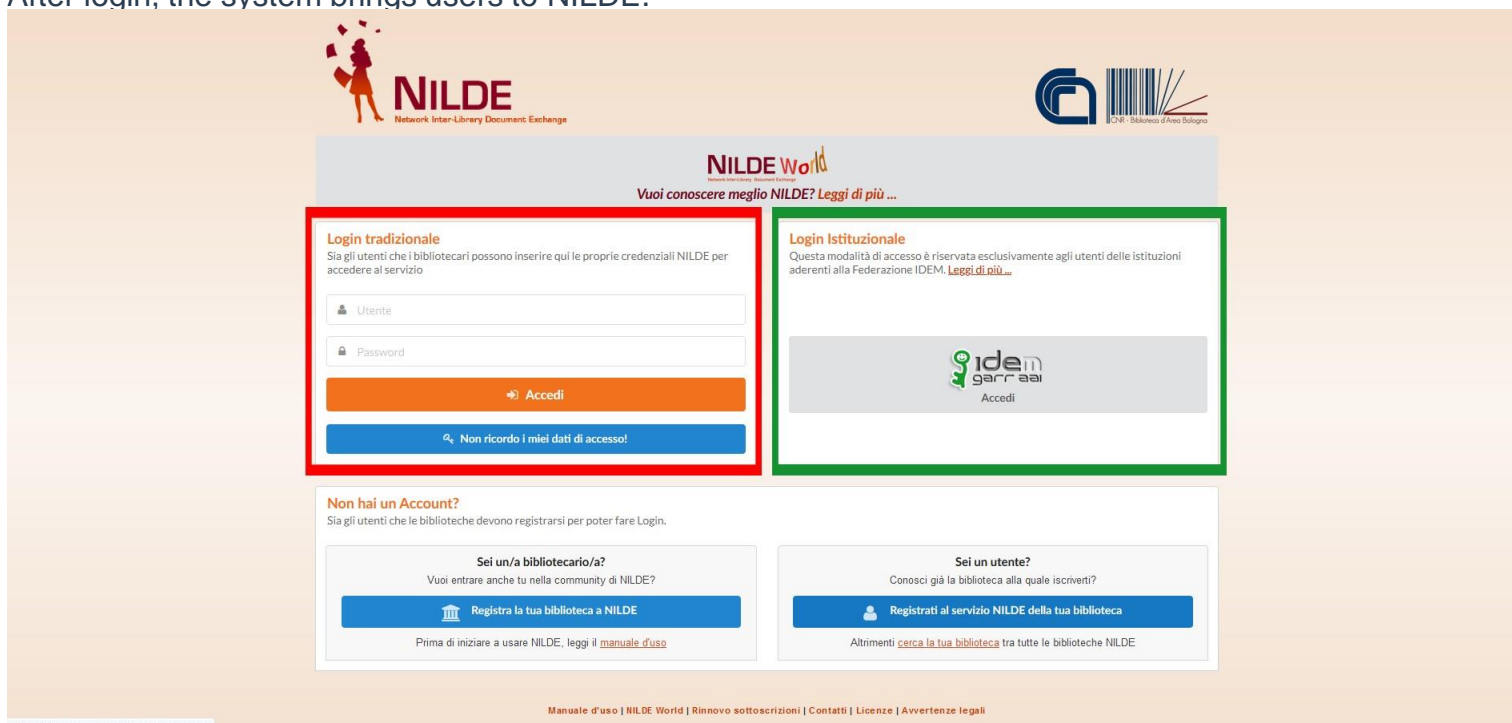 After login, the system brings users to NILDE:
NILDE
Network Inter-Library Document Exchange
CNR - Biblioteca d'Area Bologna
NILDE World
Network Inter-Library Document Exchange
Vuoi conoscere meglio NILDE? Leggi di più ...
Login tradizionale
Sia gli utenti che i bibliotecari possono inserire qui le proprie credenziali NILDE per
accedere al servizio
Utente
Password
Accedi
Non ricordo i miei dati di accesso!
Login Istituzionale
Questa modalità di accesso è riservata esclusivamente agli utenti delle istituzioni
aderenti alla Federazione IDEM. Leggi di più ...
idem
garr aai
Accedi
Non hai un Account?
Sia gli utenti che le biblioteche devono registrarsi per poter fare Login.
Sei un/a bibliotecario/a?
Vuoi entrare anche tu nella community di NILDE?
Registra la tua biblioteca a NILDE
Prima di iniziare a usare NILDE, leggi il manuale d'uso
Sei un utente?
Conosci già la biblioteca alla quale iscriverti?
Registrati al servizio NILDE della tua biblioteca
Altrimenti cerca la tua biblioteca tra tutte le biblioteche NILDE
Manuale d'uso | NILDE World | Rinnovo sottoscrizioni | Contatti | Licenze | Avvertenze legali